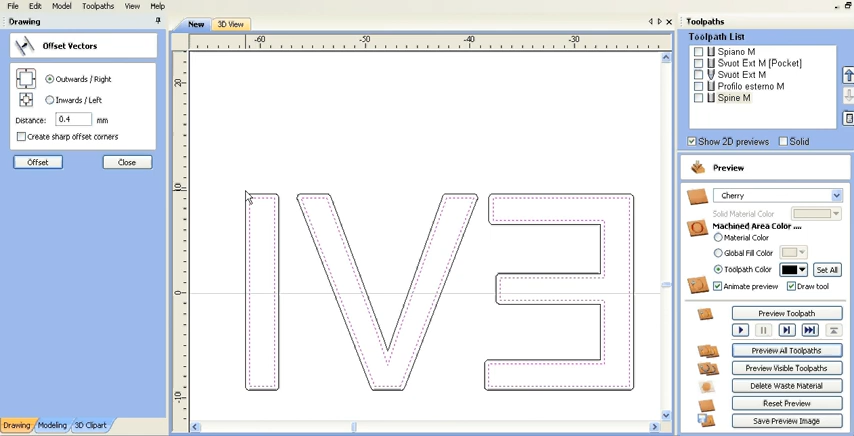 File Edit Model Toolpaths View Help
Drawing
Offset Vectors
Outwards / Right
Inwards / Left
Distance: 0.4 mm
Create sharp offset corners
Offset Close
Drawing Modeling 3D Clipart
New 3D View
-60 -50 -40 -30
20
10
0
-10
IVE
Toolpaths
Toolpath List
Spiano M
Svuot Ext M [Pocket]
Svuot Ext M
Profilo esterno M
Spine M
Show 2D previews Solid
Preview
Cherry
Solid Material Color
Machined Area Color ....
Material Color
Global Fill Color
Toolpath Color Set All
Animate preview Draw tool
Preview Toolpath
Preview All Toolpaths
Preview Visible Toolpaths
Delete Waste Material
Reset Preview
Save Preview Image